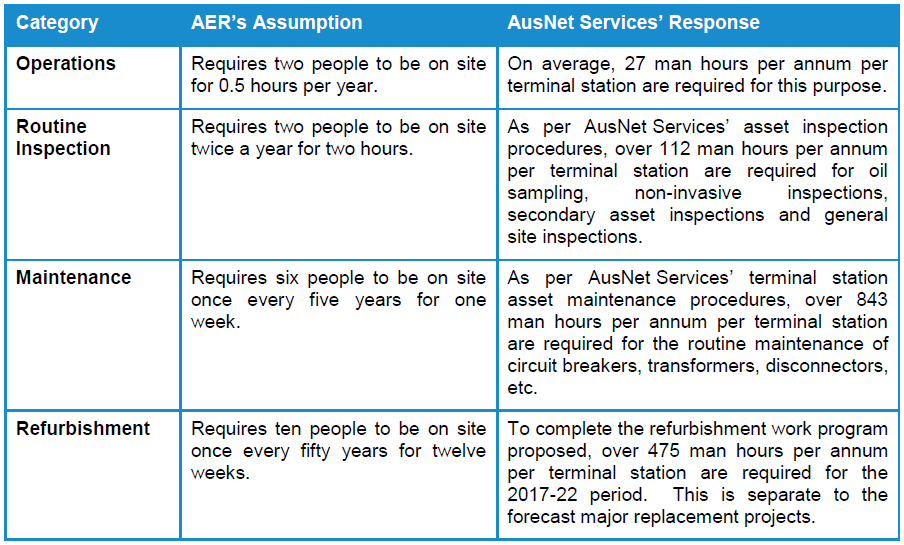 Category
AER's Assumption
AusNet Services' Response
Operations
Requires two people to be on site
for 0.5 hours per year.
On average, 27 man hours per annum per
terminal station are required for this purpose.
Routine
Inspection
Requires two people to be on site
twice a year for two hours.
As per AusNet Services' asset inspection
procedures, over 112 man hours per annum
per terminal station are required for oil
sampling, non-invasive inspections,
secondary asset inspections and general
site inspections.
Maintenance
Requires six people to be on site
once every five years for one
week.
As per AusNet Services' terminal station
asset maintenance procedures, over 843
man hours per annum per terminal station
are required for the routine maintenance of
circuit breakers, transformers, disconnectors,
etc.
Refurbishment
Requires ten people to be on site
once every fifty years for twelve
weeks.
To complete the refurbishment work program
proposed, over 475 man hours per annum
per terminal station are required for the
2017-22 period. This is separate to the
forecast major replacement projects.